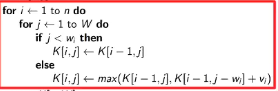 for i ← 1 to n do
for j ← 1 to W do
if j < wᵢ then
K[i, j] ← K[i − 1, j]
else
K[i, j] ← max(K[i − 1, j], K[i − 1, j − wᵢ] + vᵢ)